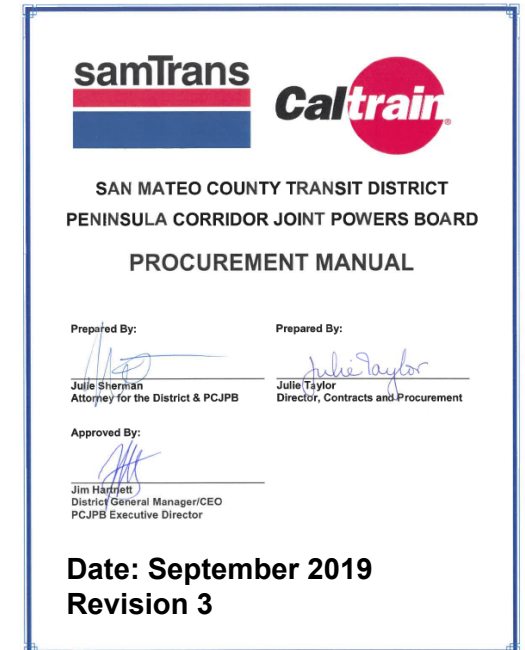 samTrans
Caltrain®
SAN MATEO COUNTY TRANSIT DISTRICT
PENINSULA CORRIDOR JOINT POWERS BOARD
PROCUREMENT MANUAL
Prepared By:
Prepared By:
Julie Taylor
Julie Sherman
Julie Taylor
Attorney for the District & PCJPB
Director, Contracts and Procurement
Approved By:
Jim Hartnett
District General Manager/CEO
PCJPB Executive Director
Date: September 2019
Revision 3